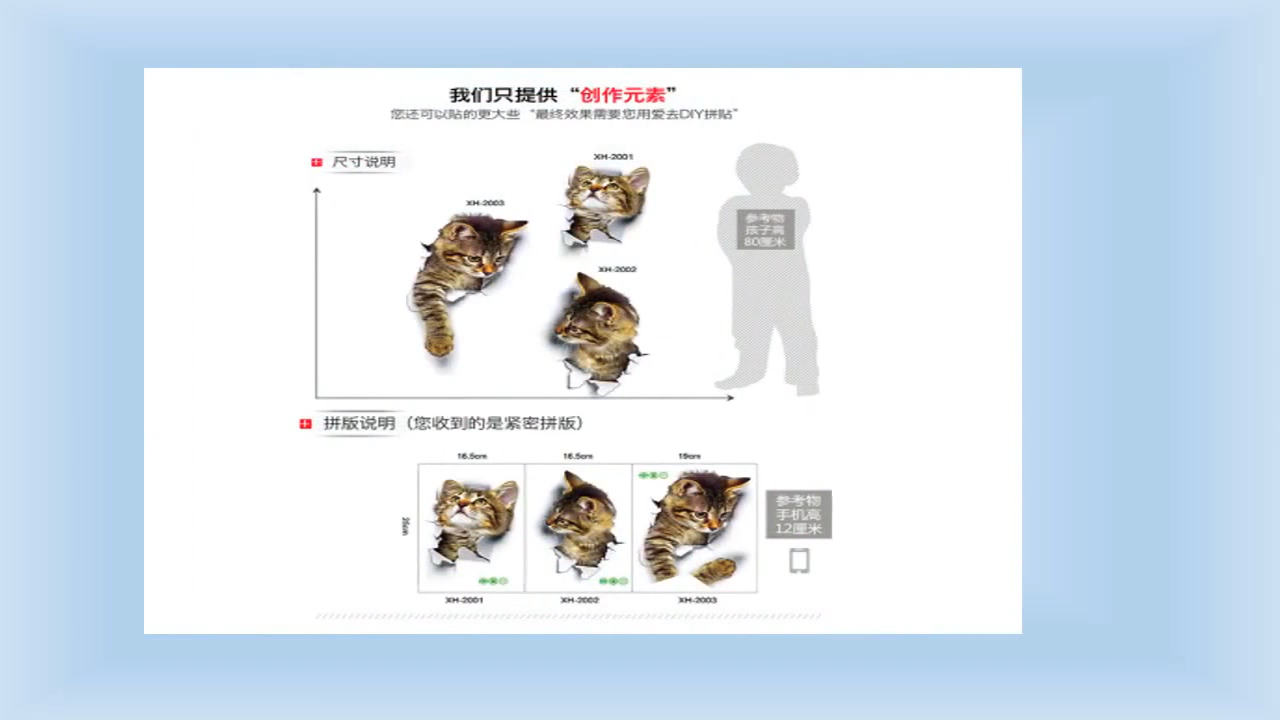 我们只提供“创作元素”
您还可以贴的更大些“最终效果需要您用爱去DIY拼贴”
尺寸说明
XH-2001
XH-2003
XH-2002
参考物
孩子高
80厘米
拼版说明（您收到的是紧密拼版）
16.5cm 16.5cm 19cm
25cm
参考物
手机高
12厘米
XH-2001 XH-2002 XH-2003